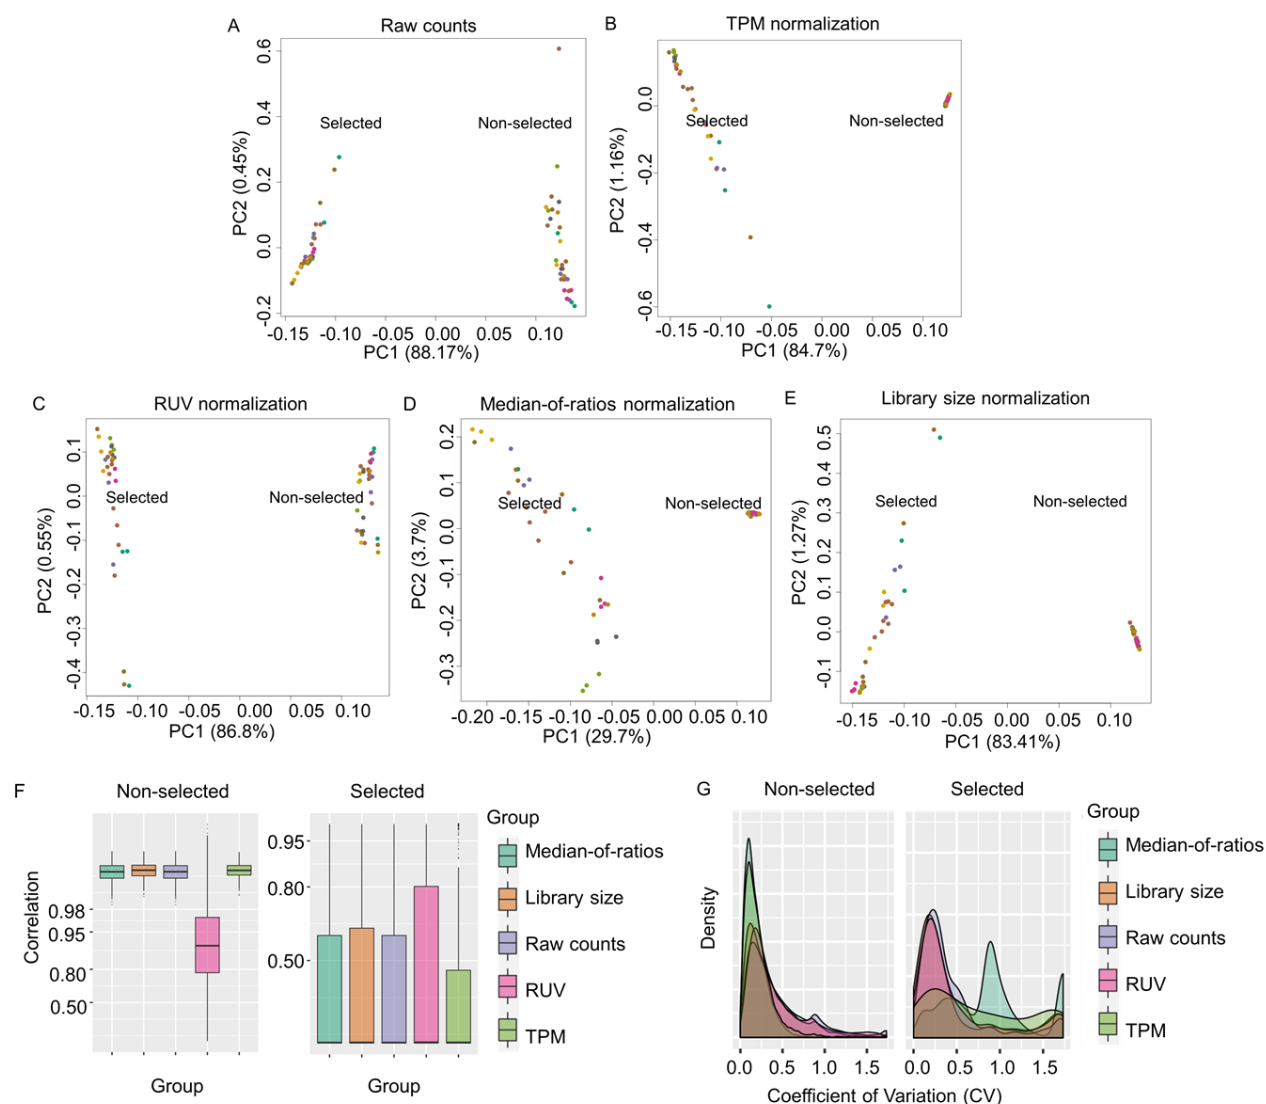 A
Raw counts
0.6
0.4
0.2
0.0
-0.2
PC2 (0.45%)
Selected
Non-selected
-0.15 -0.10 -0.05 0.00 0.05 0.10
PC1 (88.17%)
B
TPM normalization
0.0
-0.2
-0.4
-0.6
PC2 (1.16%)
Selected
Non-selected
-0.15 -0.10 -0.05 0.00 0.05 0.10
PC1 (84.7%)
C
RUV normalization
0.1
0.0
-0.1
-0.2
-0.3
-0.4
PC2 (0.55%)
Selected
Non-selected
-0.15 -0.10 -0.05 0.00 0.05 0.10
PC1 (86.8%)
D
Median-of-ratios normalization
0.2
0.1
0.0
-0.1
-0.2
-0.3
PC2 (3.7%)
Selected
Non-selected
-0.20 -0.15 -0.10 -0.05 0.00 0.05 0.10
PC1 (29.7%)
E
Library size normalization
0.5
0.4
0.3
0.2
0.1
0.0
-0.1
PC2 (1.27%)
Selected
Non-selected
-0.15 -0.10 -0.05 0.00 0.05 0.10
PC1 (83.41%)
F
Non-selected
Selected
Correlation
0.98
0.95
0.80
0.50
0.95
0.80
0.50
Group
Group
Group
Median-of-ratios
Library size
Raw counts
RUV
TPM
G
Non-selected
Selected
Density
0.0 0.5 1.0 1.5
0.0 0.5 1.0 1.5
Coefficient of Variation (CV)
Group
Median-of-ratios
Library size
Raw counts
RUV
TPM